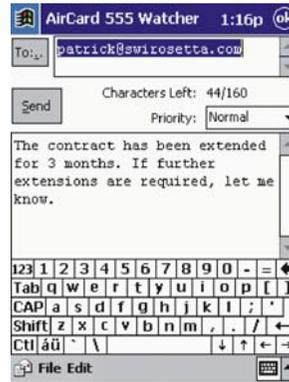 AirCard 555 Watcher 1:16p ok
To:... patrick@swirosetta.com
Characters Left: 44/160
Send
Priority: Normal
The contract has been extended
for 3 months. If further
extensions are required, let me
know.
123 1 2 3 4 5 6 7 8 9 0 - =
Tab q w e r t y u i o p [ ]
CAP a s d f g h j k l ; '
Shift z x c v b n m , . /
Ctl áü ` \ ↓ ↑ ← →
File Edit